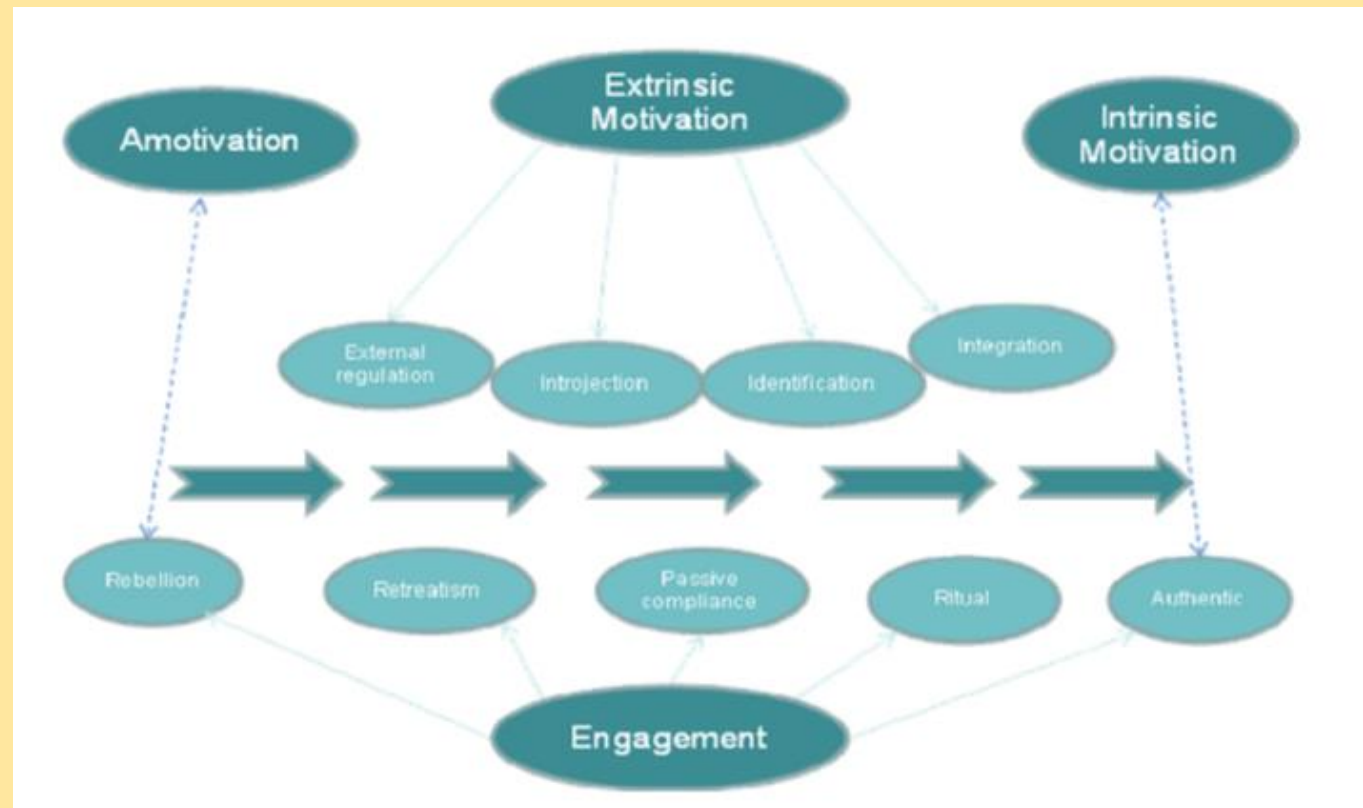 Amotivation
Extrinsic
Motivation
Intrinsic
Motivation
External
regulation
Introjection
Identification
Integration
Rebellion
Retreatism
Passive
compliance
Ritual
Authentic
Engagement